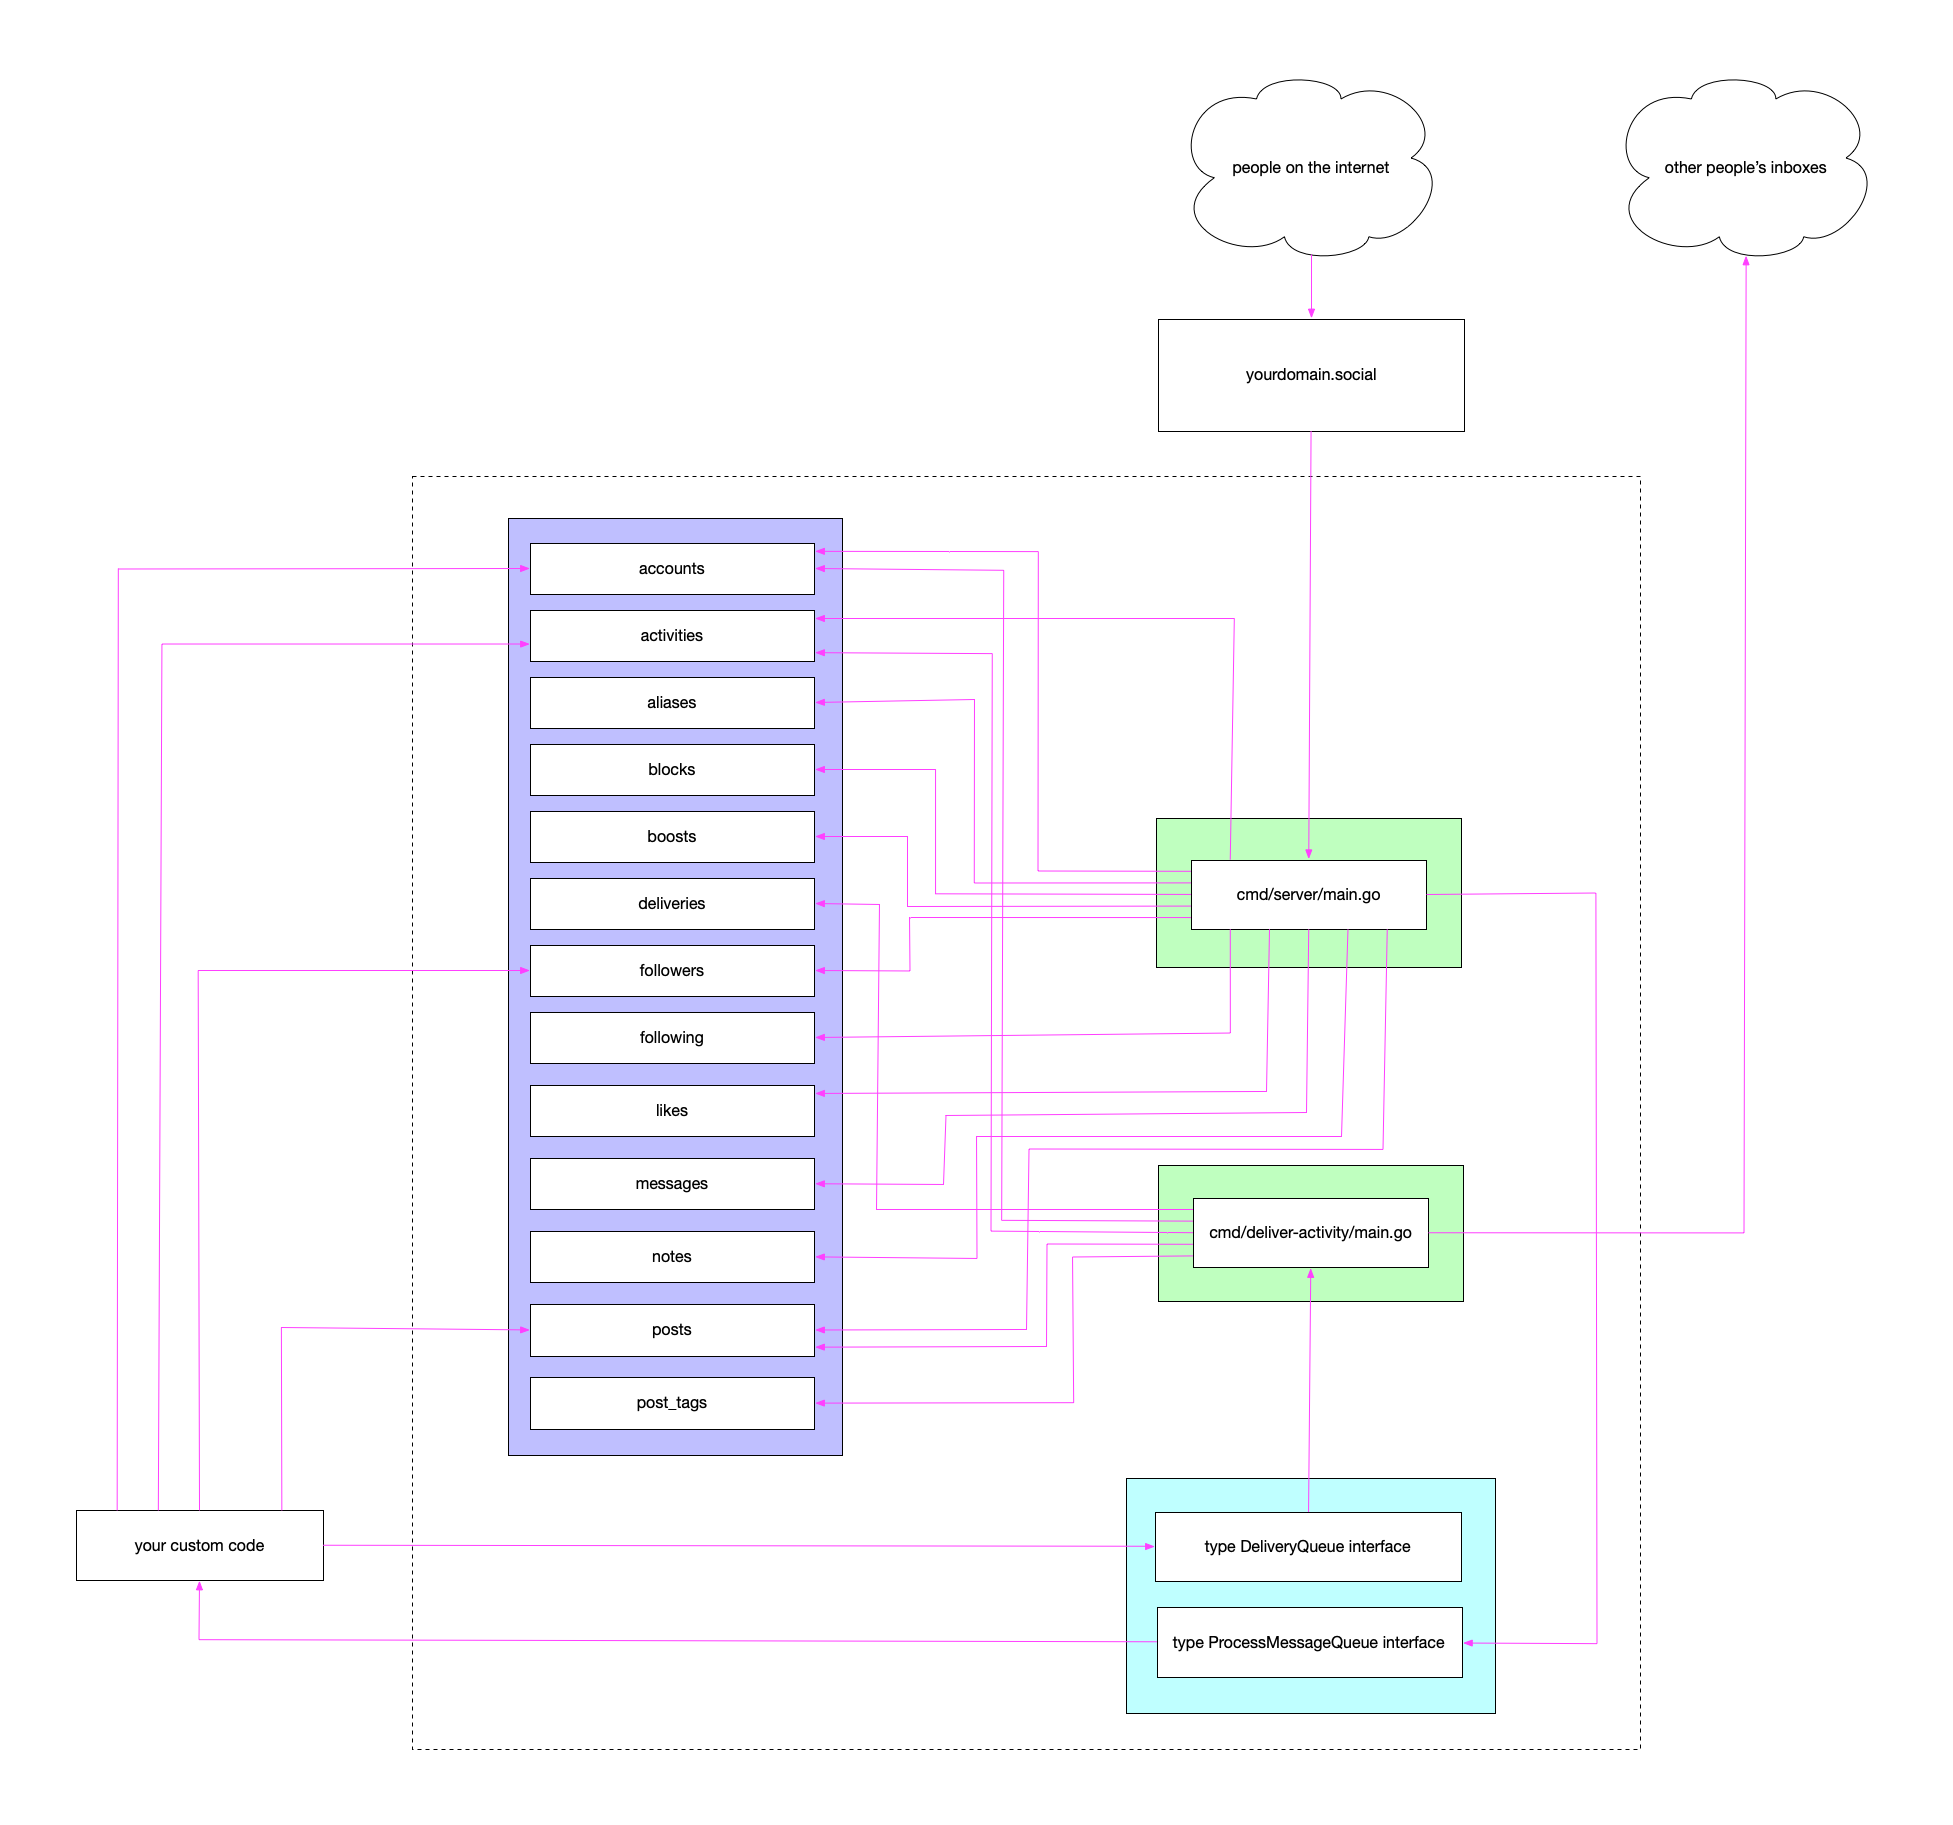 people on the internet
other people’s inboxes
yourdomain.social
accounts
activities
aliases
blocks
boosts
deliveries
followers
following
likes
messages
notes
posts
post_tags
cmd/server/main.go
cmd/deliver-activity/main.go
your custom code
type DeliveryQueue interface
type ProcessMessageQueue interface